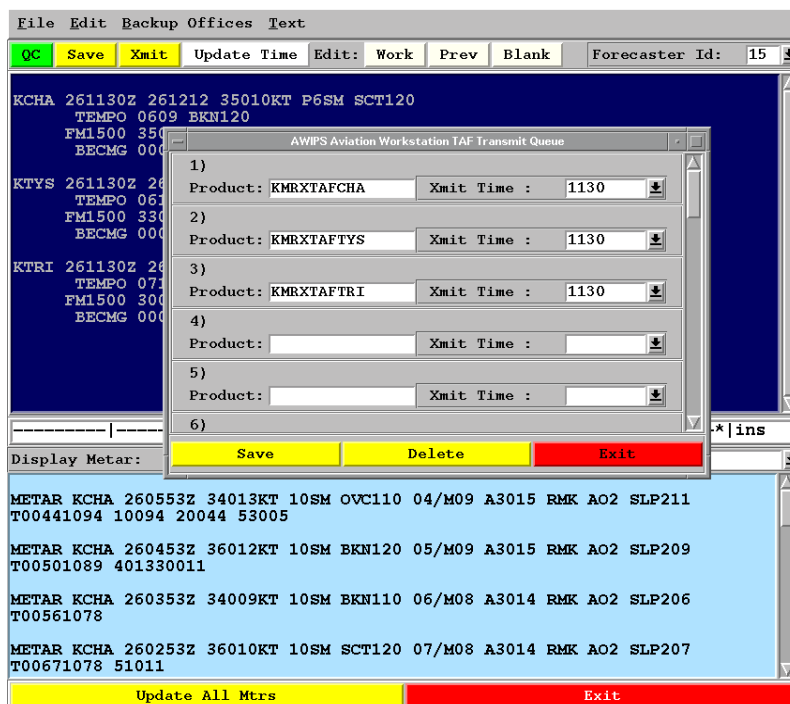 File Edit Backup Offices Text
QC Save Xmit Update Time Edit: Work Prev Blank Forecaster Id: 15
KCHA 261130Z 261212 35010KT P6SM SCT120
TEMPO 0609 BKN120
FM1500 350
BECMG 000
KTYS 261130Z 26
TEMPO 061
FM1500 330
BECMG 000
KTRI 261130Z 26
TEMPO 071
FM1500 300
BECMG 000
AWIPS Aviation Workstation TAF Transmit Queue
1)
Product: KMRXTAFCHA Xmit Time : 1130
2)
Product: KMRXTAFTYS Xmit Time : 1130
3)
Product: KMRXTAFTRI Xmit Time : 1130
4)
Product: Xmit Time :
5)
Product: Xmit Time :
6)
Save Delete Exit
---------|---- -*|ins
Display Metar:
METAR KCHA 260553Z 34013KT 10SM OVC110 04/M09 A3015 RMK AO2 SLP211
T00441094 10094 20044 53005
METAR KCHA 260453Z 36012KT 10SM BKN120 05/M09 A3015 RMK AO2 SLP209
T00501089 401330011
METAR KCHA 260353Z 34009KT 10SM BKN110 06/M08 A3014 RMK AO2 SLP206
T00561078
METAR KCHA 260253Z 36010KT 10SM SCT120 07/M08 A3014 RMK AO2 SLP207
T00671078 51011
Update All Mtrs Exit